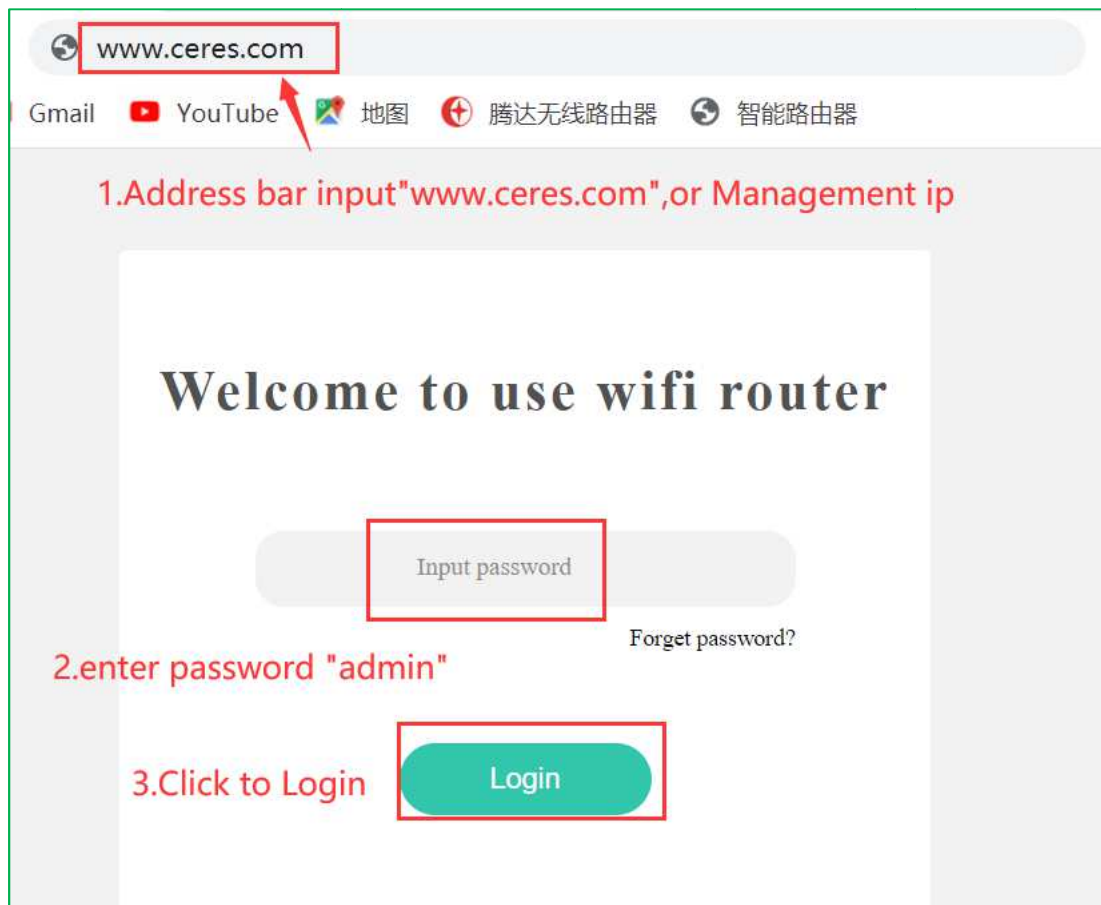 www.ceres.com
Gmail YouTube 地图 腾达无线路由器 智能路由器
1.Address bar input"www.ceres.com",or Management ip
Welcome to use wifi router
Input password
Forget password?
2.enter password "admin"
3.Click to Login Login